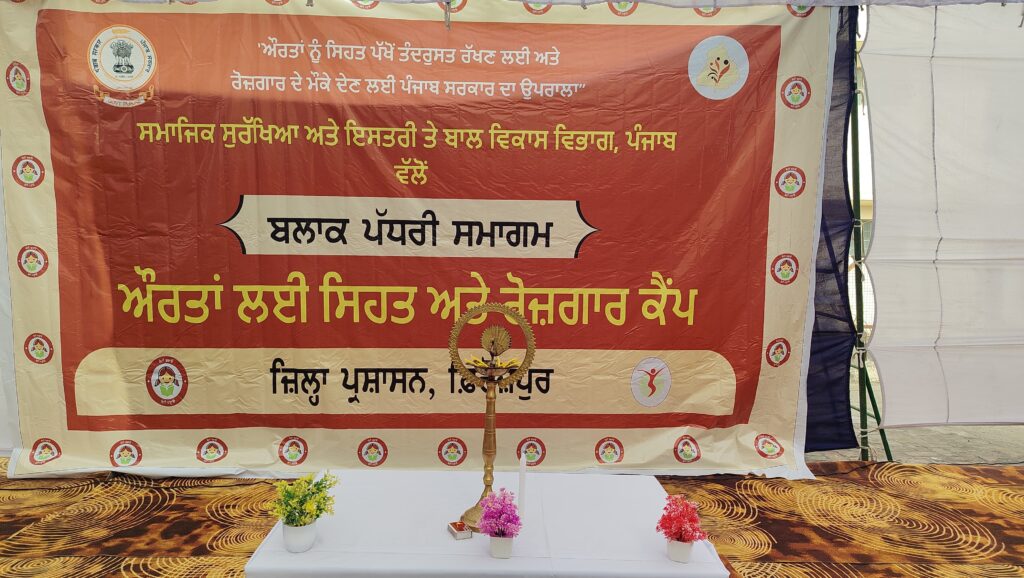 "ਔਰਤਾਂ ਨੂੰ ਸਿਹਤ ਪੱਖੋਂ ਤੰਦਰੁਸਤ ਰੱਖਣ ਲਈ ਅਤੇ
ਰੋਜ਼ਗਾਰ ਦੇ ਮੌਕੇ ਦੇਣ ਲਈ ਪੰਜਾਬ ਸਰਕਾਰ ਦਾ ਉਪਰਾਲਾ"
ਸਮਾਜਿਕ ਸੁਰੱਖਿਆ ਅਤੇ ਇਸਤਰੀ ਤੇ ਬਾਲ ਵਿਕਾਸ ਵਿਭਾਗ, ਪੰਜਾਬ
ਵੱਲੋਂ
ਬਲਾਕ ਪੱਧਰੀ ਸਮਾਗਮ
ਔਰਤਾਂ ਲਈ ਸਿਹਤ ਅਤੇ ਰੋਜ਼ਗਾਰ ਕੈਂਪ
ਜ਼ਿਲ੍ਹਾ ਪ੍ਰਸ਼ਾਸਨ,